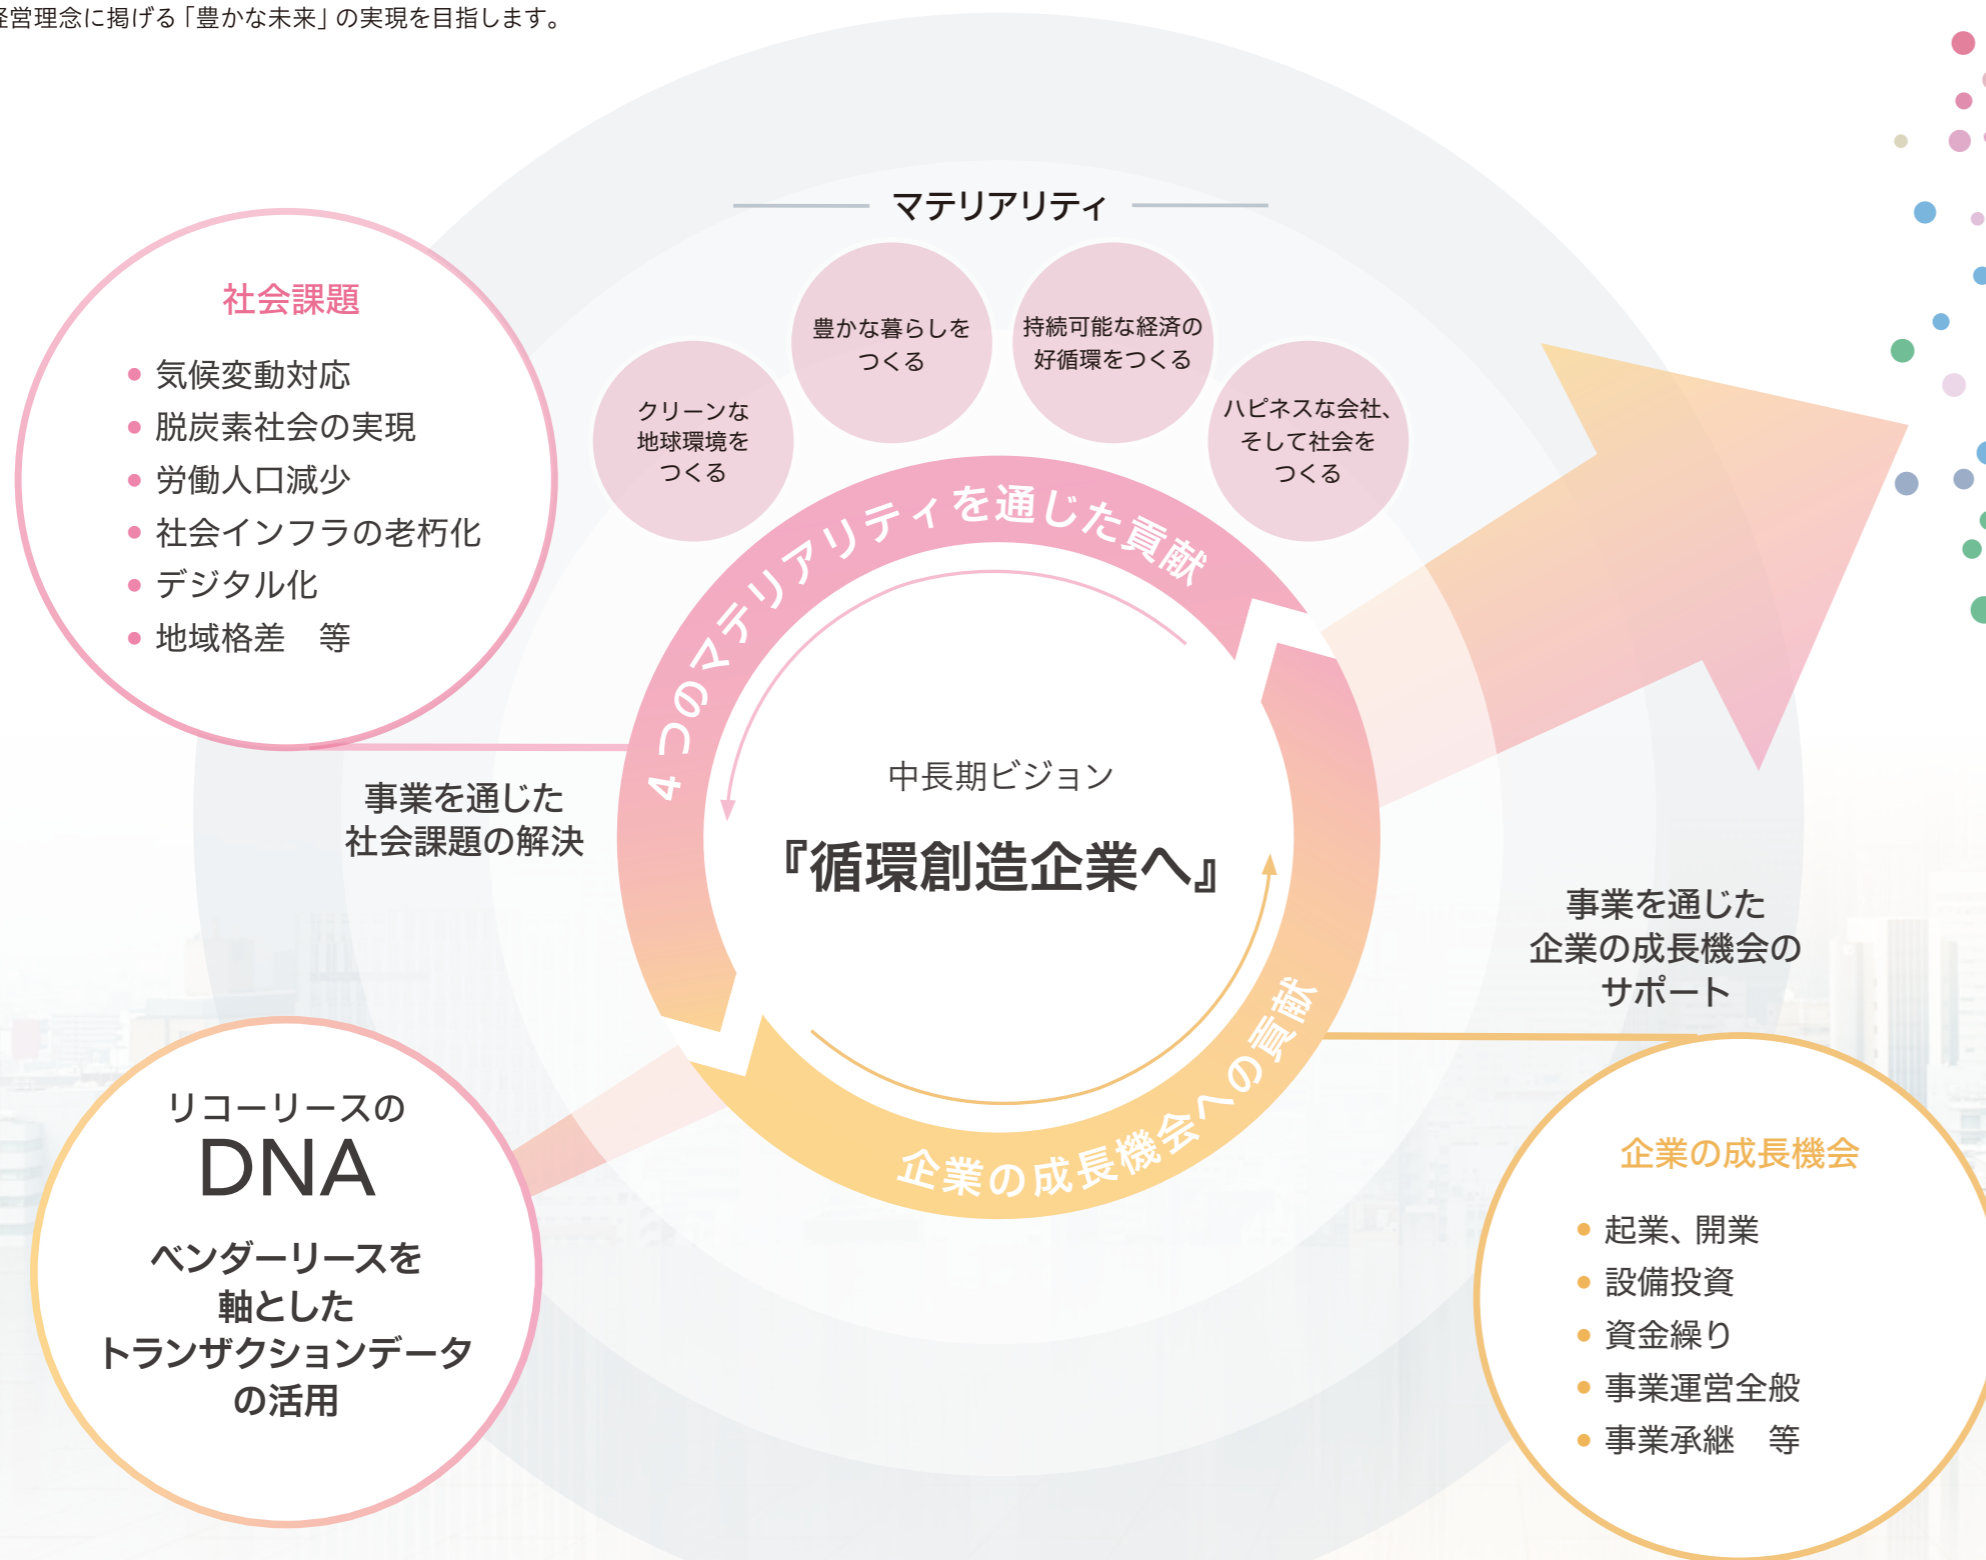 経営理念に掲げる「豊かな未来」の実現を目指します。
マテリアリティ
クリーンな
地球環境を
つくる
豊かな暮らしを
つくる
持続可能な経済の
好循環をつくる
ハピネスな会社、
そして社会を
つくる
社会課題
• 気候変動対応
• 脱炭素社会の実現
• 労働人口減少
• 社会インフラの老朽化
• デジタル化
• 地域格差　等
事業を通じた
社会課題の解決
4つのマテリアリティを通じた貢献
中長期ビジョン
『循環創造企業へ』
企業の成長機会への貢献
事業を通じた
企業の成長機会の
サポート
リコーリースの
DNA
ベンダーリースを
軸とした
トランザクションデータ
の活用
企業の成長機会
• 起業、開業
• 設備投資
• 資金繰り
• 事業運営全般
• 事業承継　等